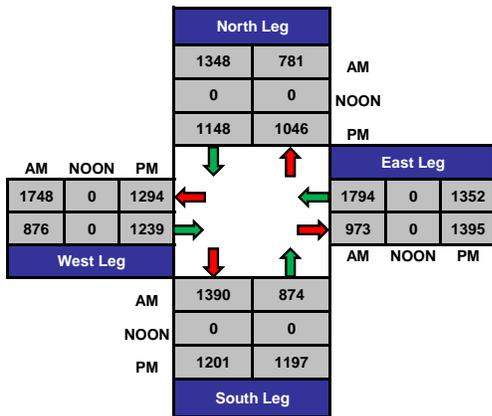 North Leg
1348 781 AM
0 0 NOON
1148 1046 PM
AM NOON PM East Leg
1748 0 1294 1794 0 1352
876 0 1239 973 0 1395
West Leg AM NOON PM
AM 1390 874
NOON 0 0
PM 1201 1197
South Leg